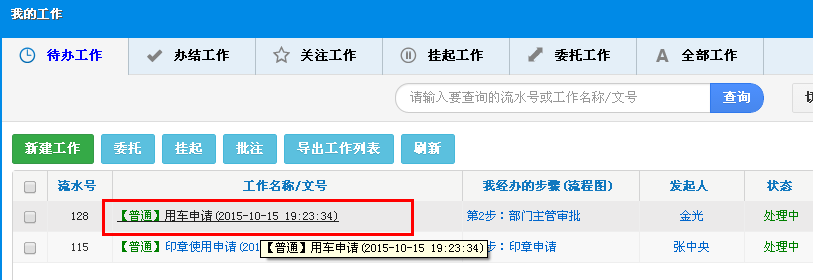 我的工作
待办工作 办结工作 关注工作 挂起工作 委托工作 A 全部工作
请输入要查询的流水号或工作名称/文号 查询
新建工作 委托 挂起 批注 导出工作列表 刷新
流水号 工作名称/文号 我经办的步骤(流程图) 发起人 状态
128 【普通】用车申请(2015-10-15 19:23:34) 第2步：部门主管审批 金光 处理中
115 【普通】印章使用申请(201 步：印章申请 张中央 处理中
【普通】用车申请(2015-10-15 19:23:34)